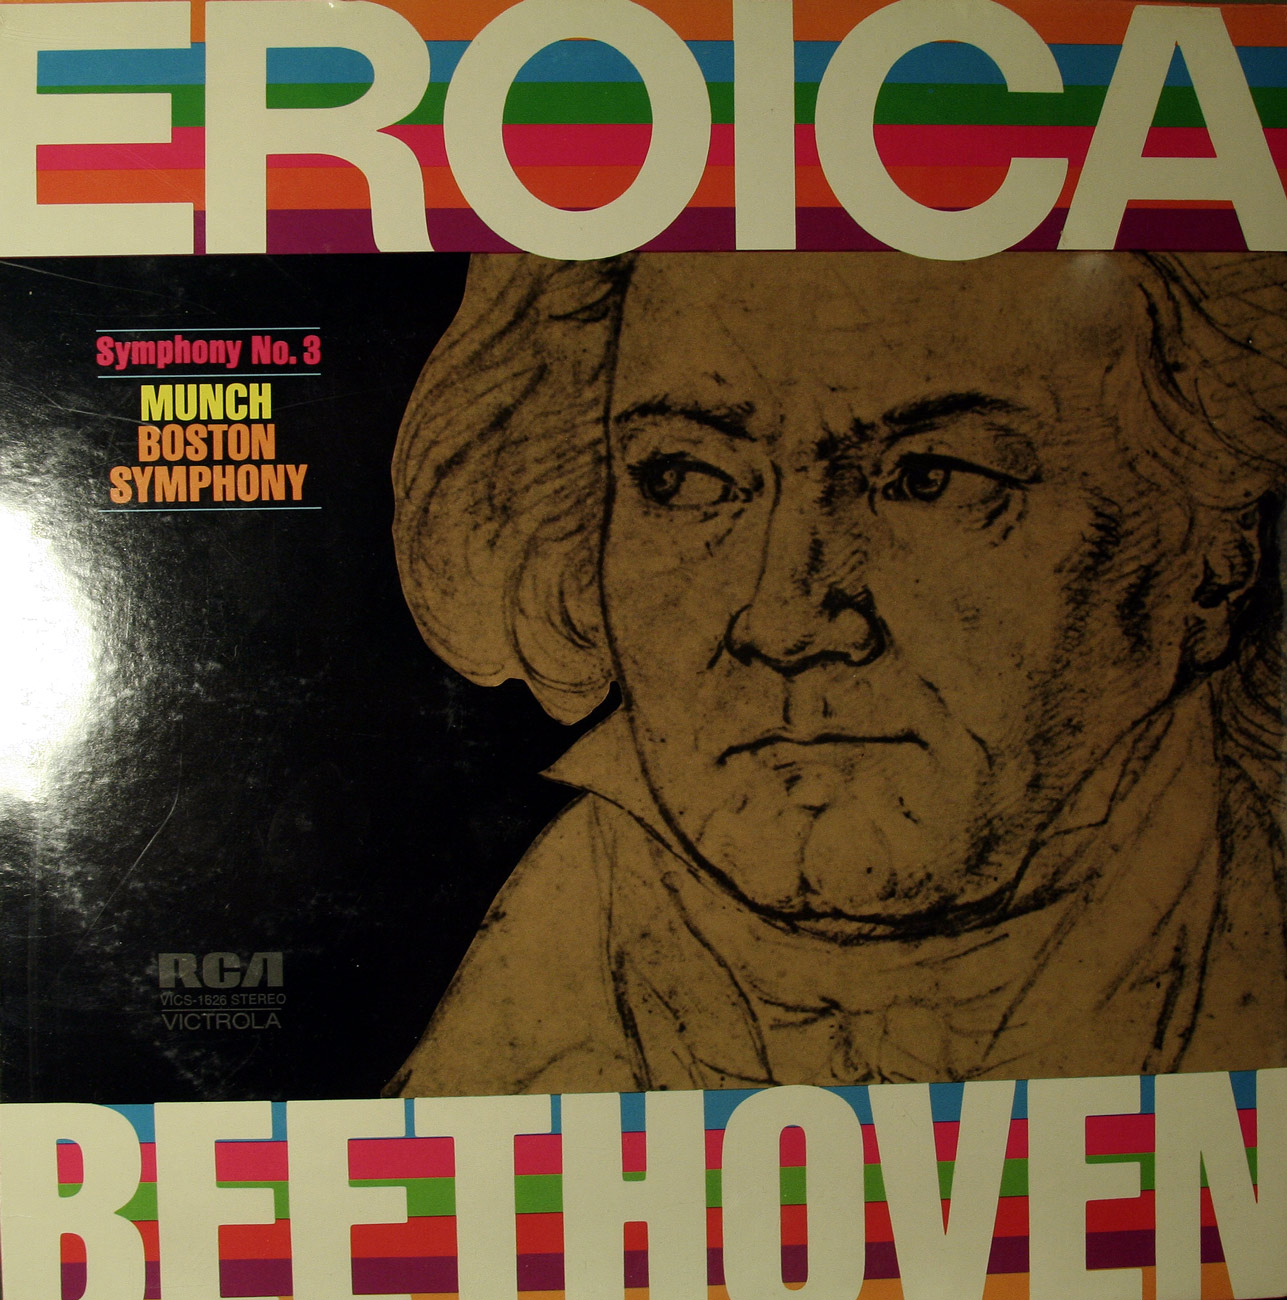 EROICA
Symphony No. 3
MUNCH
BOSTON
SYMPHONY
RCA
VICS-1626 STEREO
VICTROLA
BEETHOVEN